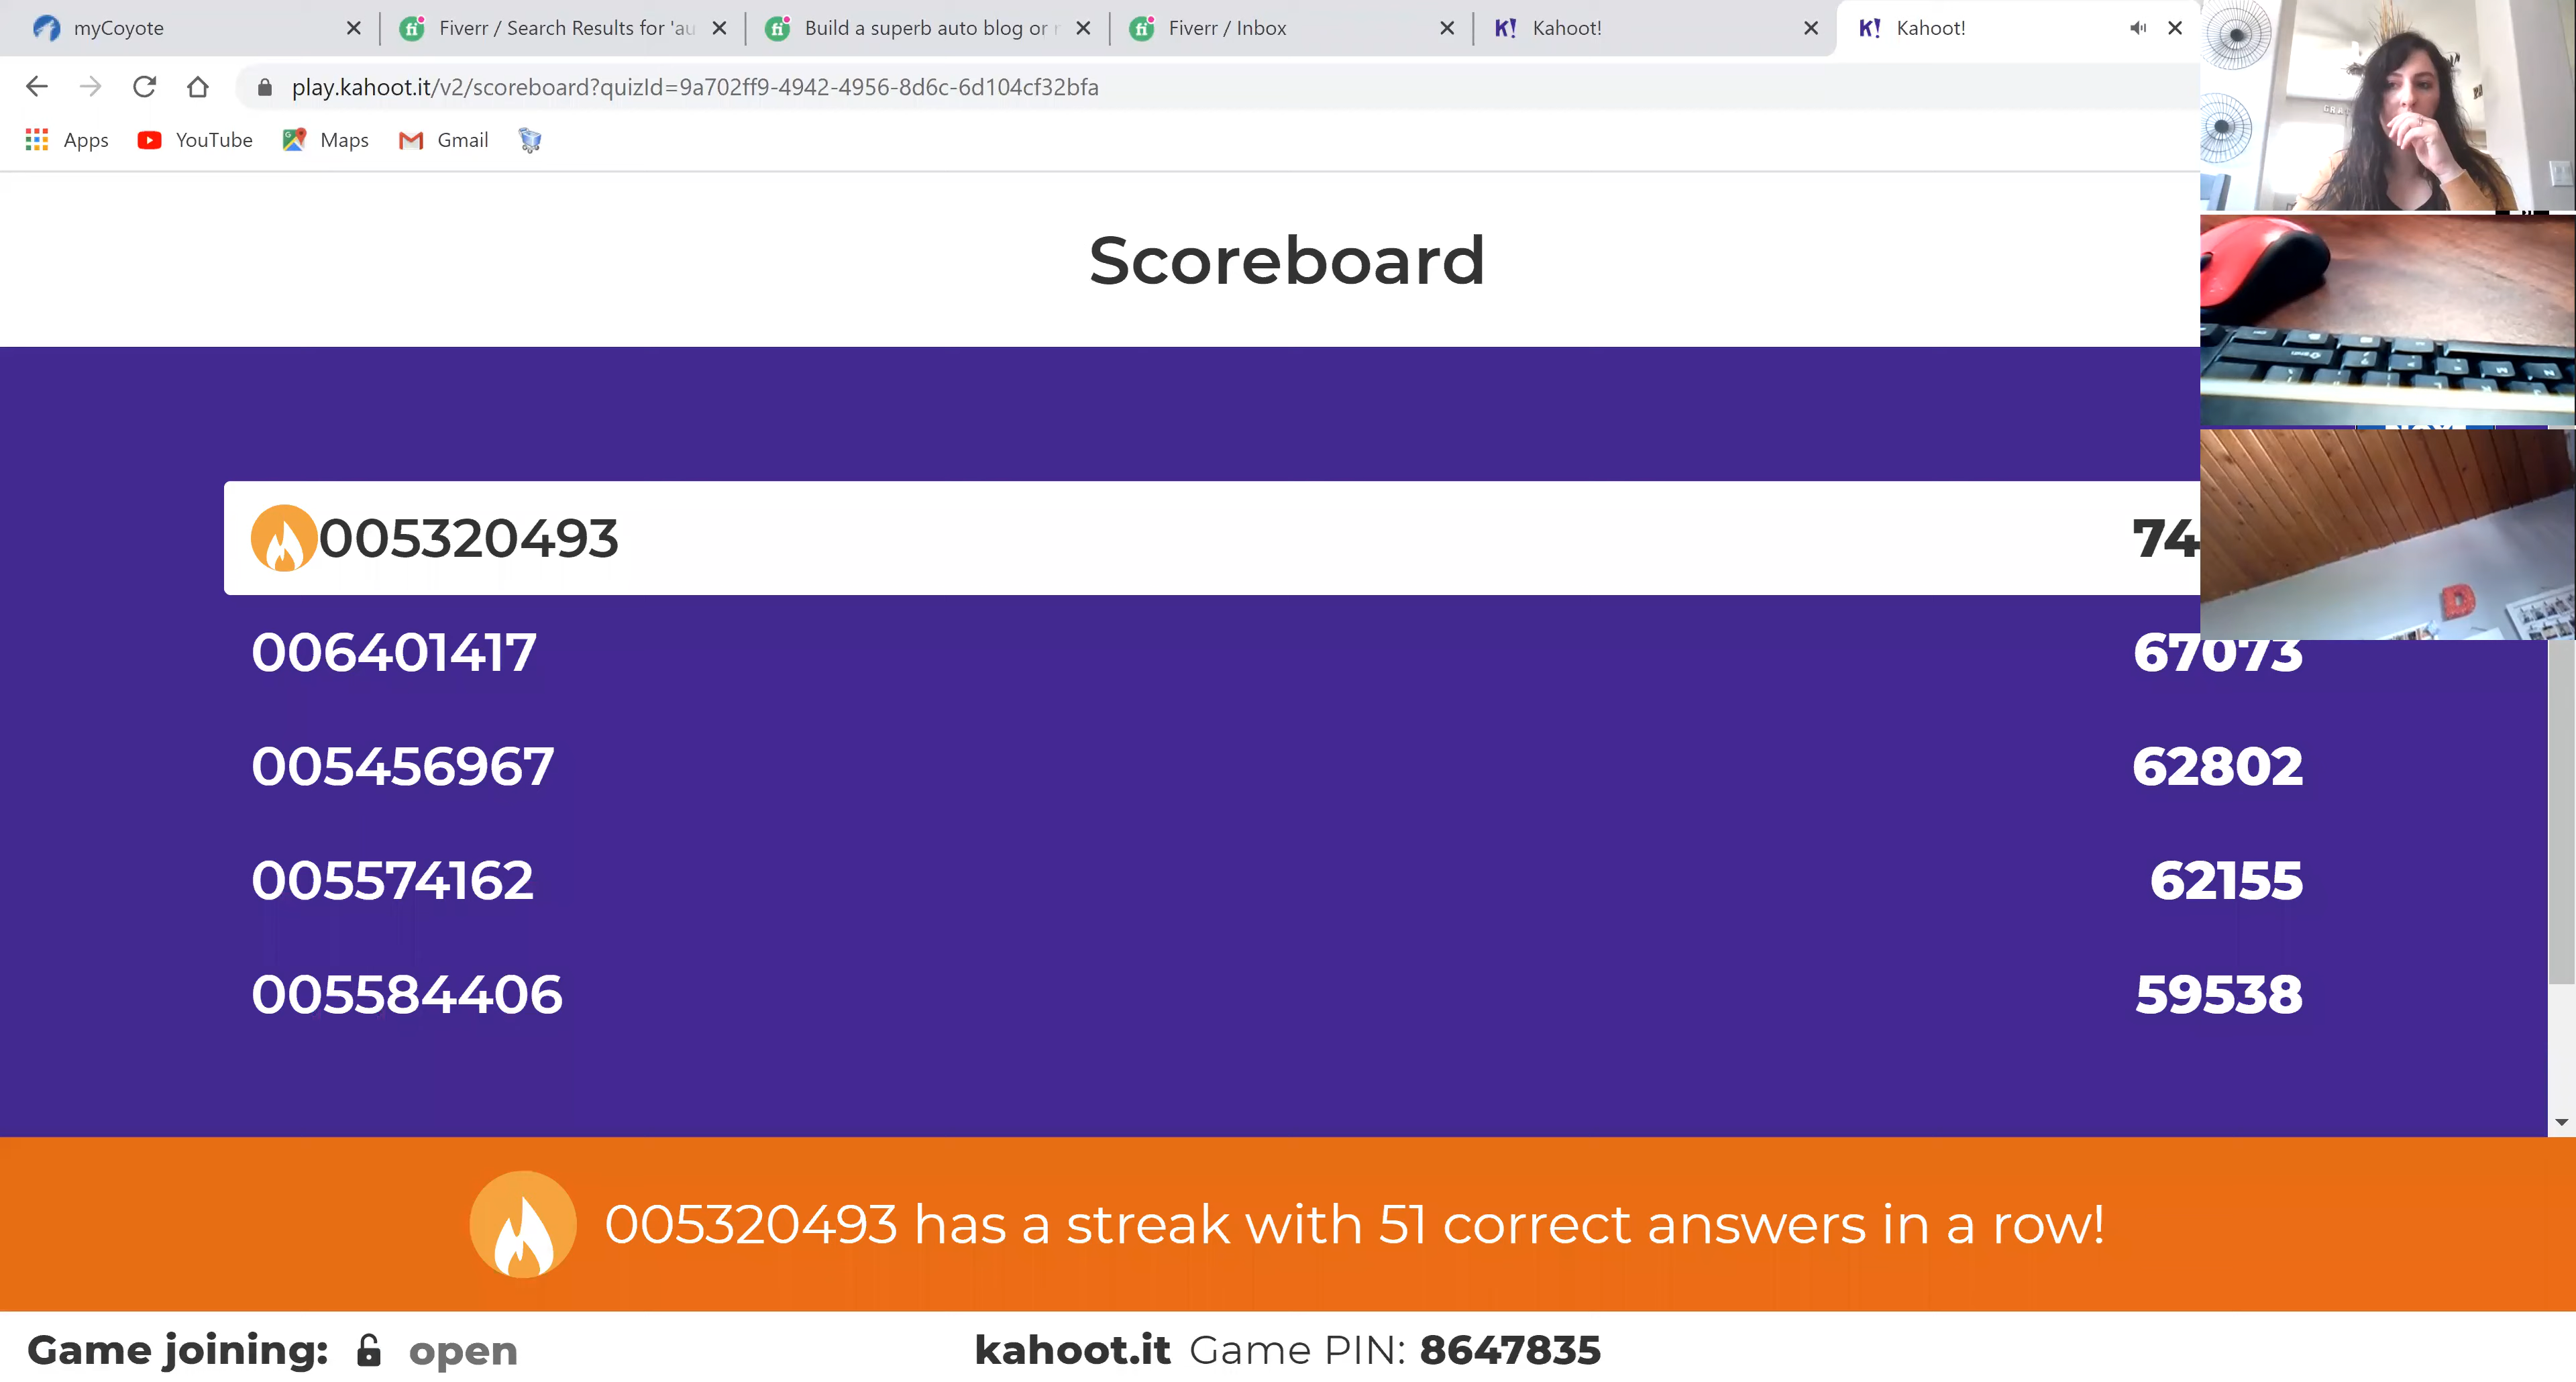 myCoyote
Fiverr / Search Results for 'au
Build a superb auto blog or
Fiverr / Inbox
K! Kahoot!
K! Kahoot!
play.kahoot.it/v2/scoreboard?quizId=9a702ff9-4942-4956-8d6c-6d104cf32bfa
Apps YouTube Maps Gmail
Scoreboard
005320493 74
006401417 67073
005456967 62802
005574162 62155
005584406 59538
005320493 has a streak with 51 correct answers in a row!
Game joining: open kahoot.it Game PIN: 8647835
D